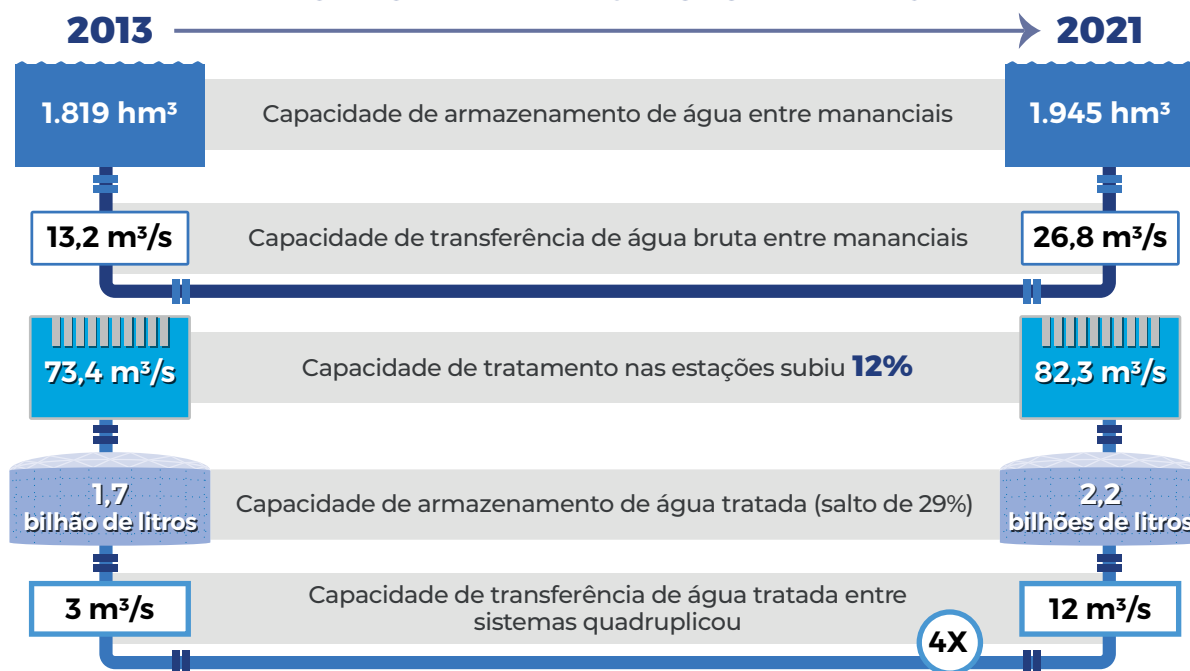 2013
2021
1.819 hm³
Capacidade de armazenamento de água entre mananciais
1.945 hm³
13,2 m³/s
Capacidade de transferência de água bruta entre mananciais
26,8 m³/s
73,4 m³/s
Capacidade de tratamento nas estações subiu 12%
82,3 m³/s
1,7
bilhão de litros
Capacidade de armazenamento de água tratada (salto de 29%)
2,2
bilhões de litros
3 m³/s
Capacidade de transferência de água tratada entre
sistemas quadruplicou
12 m³/s
4X